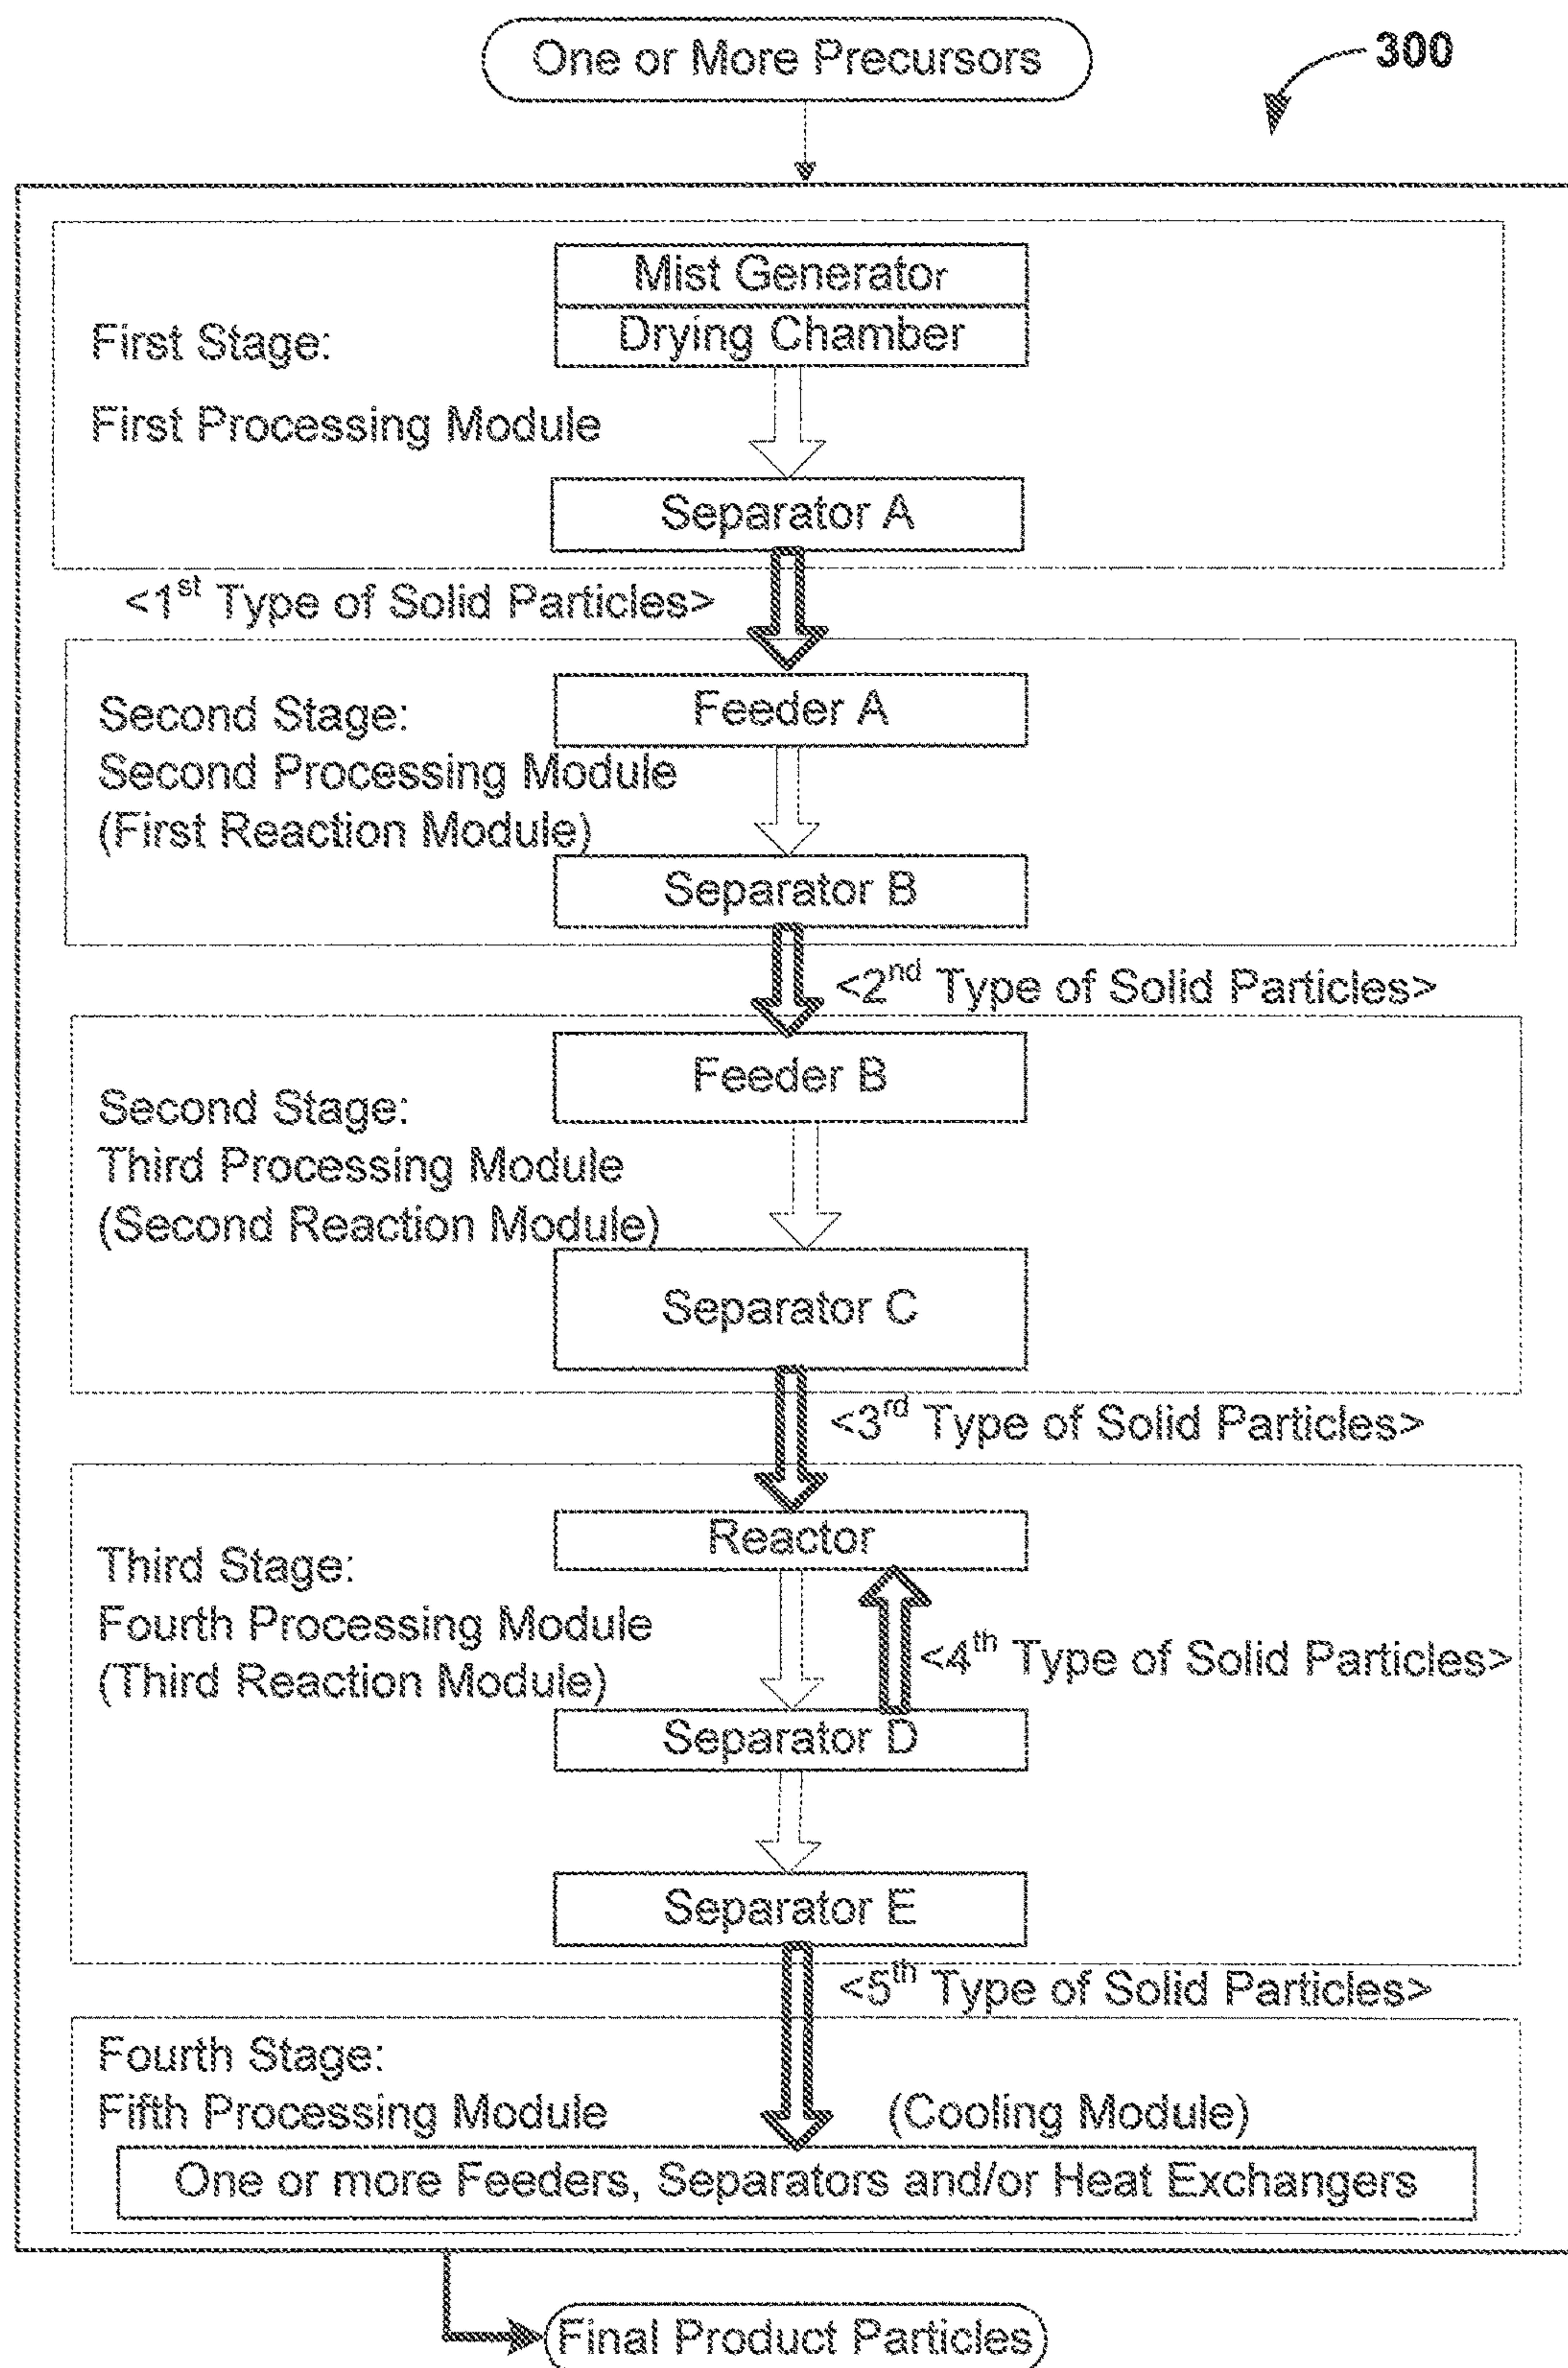 One or More Precursors
300
Mist Generator
Drying Chamber
First Stage:
First Processing Module
Separator A
<1st Type of Solid Particles>
Feeder A
Second Stage:
Second Processing Module
(First Reaction Module)
Separator B
<2nd Type of Solid Particles>
Feeder B
Second Stage:
Third Processing Module
(Second Reaction Module)
Separator C
<3rd Type of Solid Particles>
Reactor
Third Stage:
Fourth Processing Module
(Third Reaction Module)
<4th Type of Solid Particles>
Separator D
Separator E
<5th Type of Solid Particles>
Fourth Stage:
Fifth Processing Module (Cooling Module)
One or more Feeders, Separators and/or Heat Exchangers
Final Product Particles